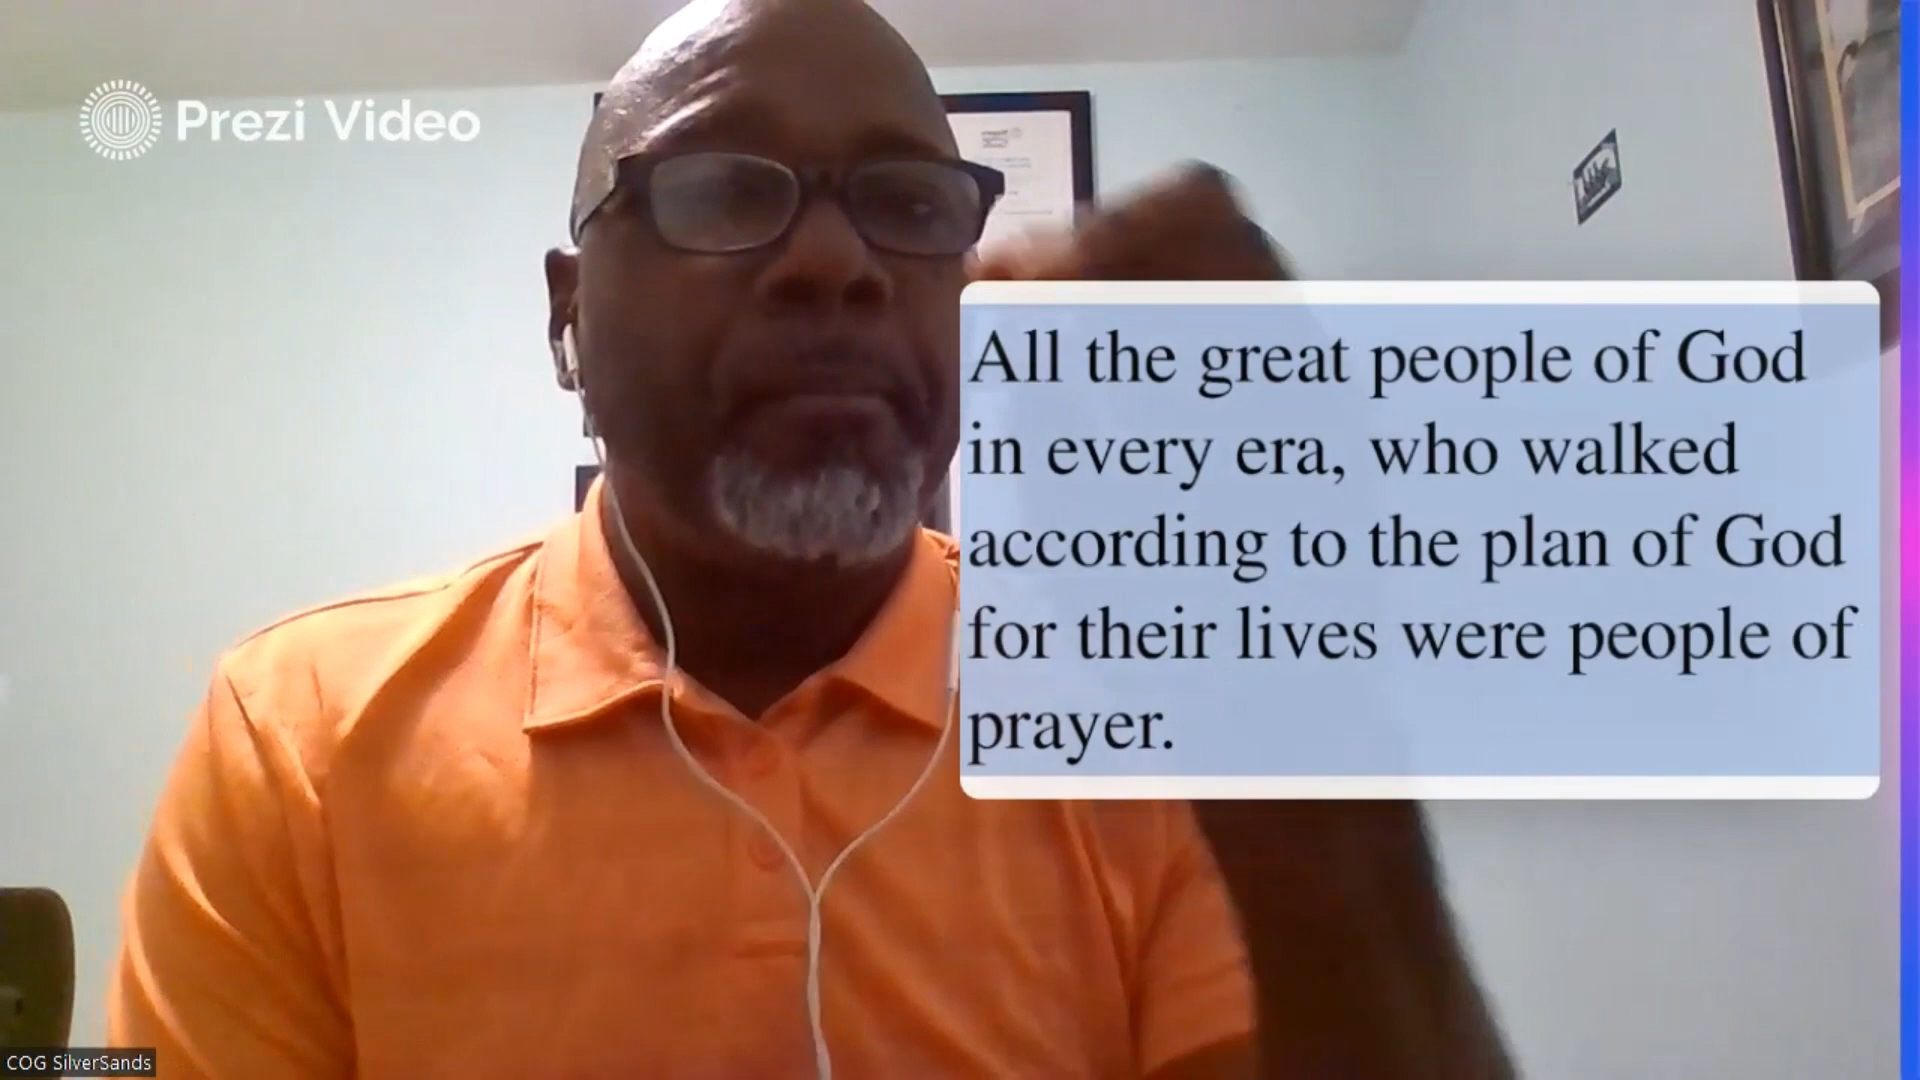 Prezi Video
All the great people of God
in every era, who walked
according to the plan of God
for their lives were people of
prayer.
COG SilverSands